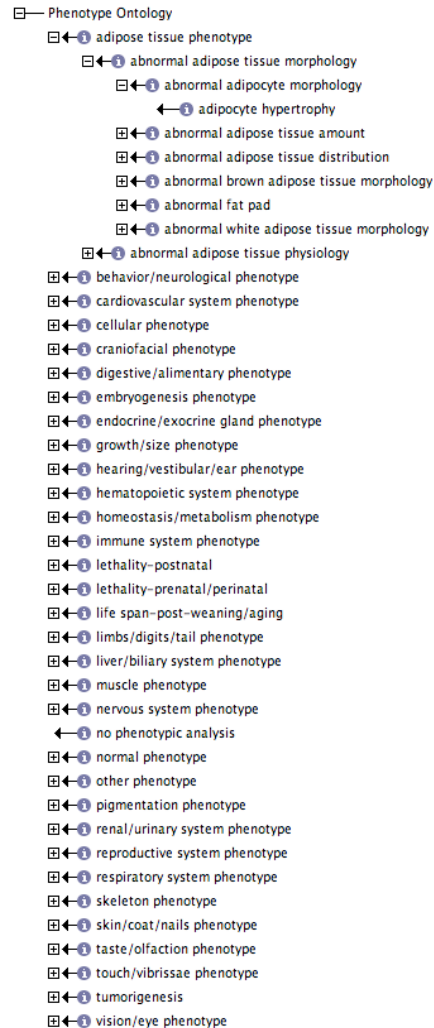 Phenotype Ontology
adipose tissue phenotype
abnormal adipose tissue morphology
abnormal adipocyte morphology
adipocyte hypertrophy
abnormal adipose tissue amount
abnormal adipose tissue distribution
abnormal brown adipose tissue morphology
abnormal fat pad
abnormal white adipose tissue morphology
abnormal adipose tissue physiology
behavior/neurological phenotype
cardiovascular system phenotype
cellular phenotype
craniofacial phenotype
digestive/alimentary phenotype
embryogenesis phenotype
endocrine/exocrine gland phenotype
growth/size phenotype
hearing/vestibular/ear phenotype
hematopoietic system phenotype
homeostasis/metabolism phenotype
immune system phenotype
lethality-postnatal
lethality-prenatal/perinatal
life span-post-weaning/aging
limbs/digits/tail phenotype
liver/biliary system phenotype
muscle phenotype
nervous system phenotype
no phenotypic analysis
normal phenotype
other phenotype
pigmentation phenotype
renal/urinary system phenotype
reproductive system phenotype
respiratory system phenotype
skeleton phenotype
skin/coat/nails phenotype
taste/olfaction phenotype
touch/vibrissae phenotype
tumorigenesis
vision/eye phenotype